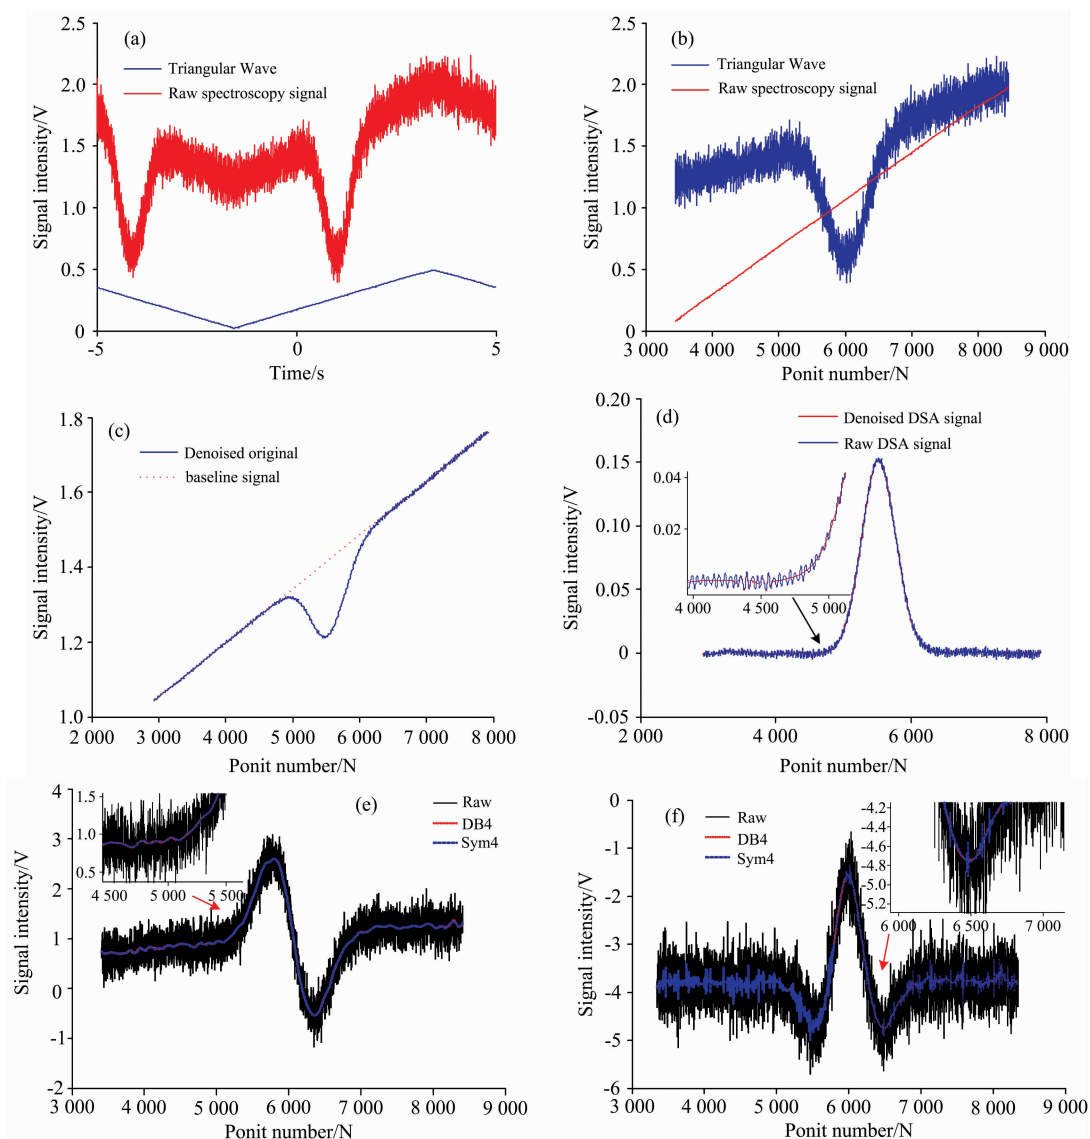 (a)
Triangular Wave
Raw spectroscopy signal
Signal intensity/V
2.5
2.0
1.5
1.0
0.5
0
-5
0
5
Time/s
(b)
Triangular Wave
Raw spectroscopy signal
Signal intensity/V
2.5
2.0
1.5
1.0
0.5
0
3 000
4 000
5 000
6 000
7 000
8 000
9 000
Ponit number/N
(c)
Denoised original
baseline signal
Signal intensity/V
1.8
1.6
1.4
1.2
1.0
2 000
3 000
4 000
5 000
6 000
7 000
8 000
Ponit number/N
(d)
Denoised DSA signal
Raw DSA signal
Signal intensity/V
0.20
0.15
0.10
0.05
0
-0.05
0.04
0.02
4 000
4 500
5 000
2 000
4 000
6 000
8 000
Ponit number/N
(e)
Raw
DB4
Sym4
Signal intensity/V
4
3
2
1
0
-1
-2
1.5
1.0
0.5
4 500
5 000
5 500
3 000
4 000
5 000
6 000
7 000
8 000
9 000
Ponit number/N
(f)
Raw
DB4
Sym4
Signal intensity/V
0
-1
-2
-3
-4
-5
-6
-4.2
-4.4
-4.6
-4.8
-5.0
-5.2
6 000
6 500
7 000
3 000
4 000
5 000
6 000
7 000
8 000
9 000
Ponit number/N